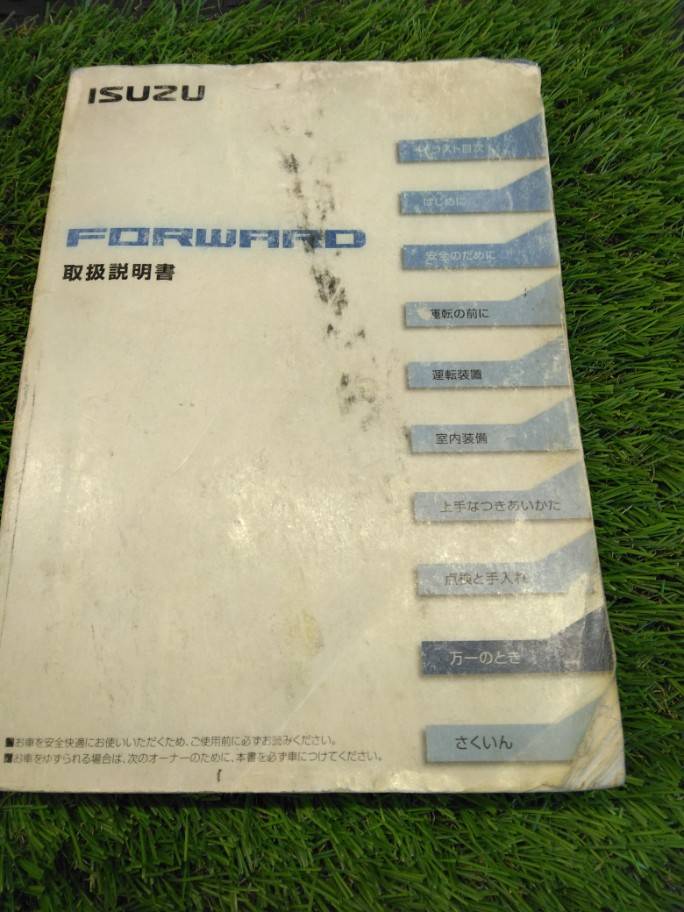 ISUZU
FORWARD
取扱説明書
イラスト目次
はじめに
安全のために
運転の前に
運転装置
室内装備
上手なつきあいかた
点検と手入れ
万一のとき
さくいん
■お車を安全快適にお使いいただくため、ご使用前に必ずお読みください。
■お車をゆずられる場合は、次のオーナーのために、本書を必ず車につけてください。